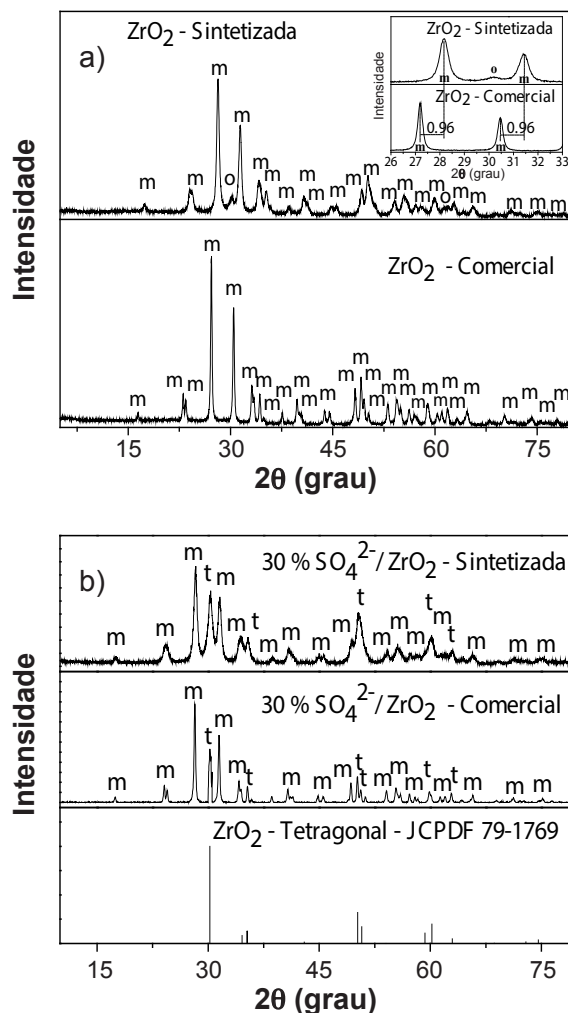 a)
ZrO2 - Sintetizada
m m m o m m m m m m m m m m m m m m o m m m m m
ZrO2 - Comercial
m m m m m m m m m m m m m m m m m m m m m m m m
Intensidade
15 30 45 60 75
2θ (grau)
ZrO2 - Sintetizada
m o m
ZrO2 - Comercial
0.96 0.96
m m
Intensidade
26 27 28 29 30 31 32 33
2θ (grau)
b)
30 % SO4 2-/ZrO2 - Sintetizada
m m m t m m t m m m m t m m m t m t m m m
30 % SO4 2-/ZrO2 - Comercial
m m m t m m t m m m t t m m m t m t m m m
ZrO2 - Tetragonal - JCPDF 79-1769
Intensidade
15 30 45 60 75
2θ (grau)